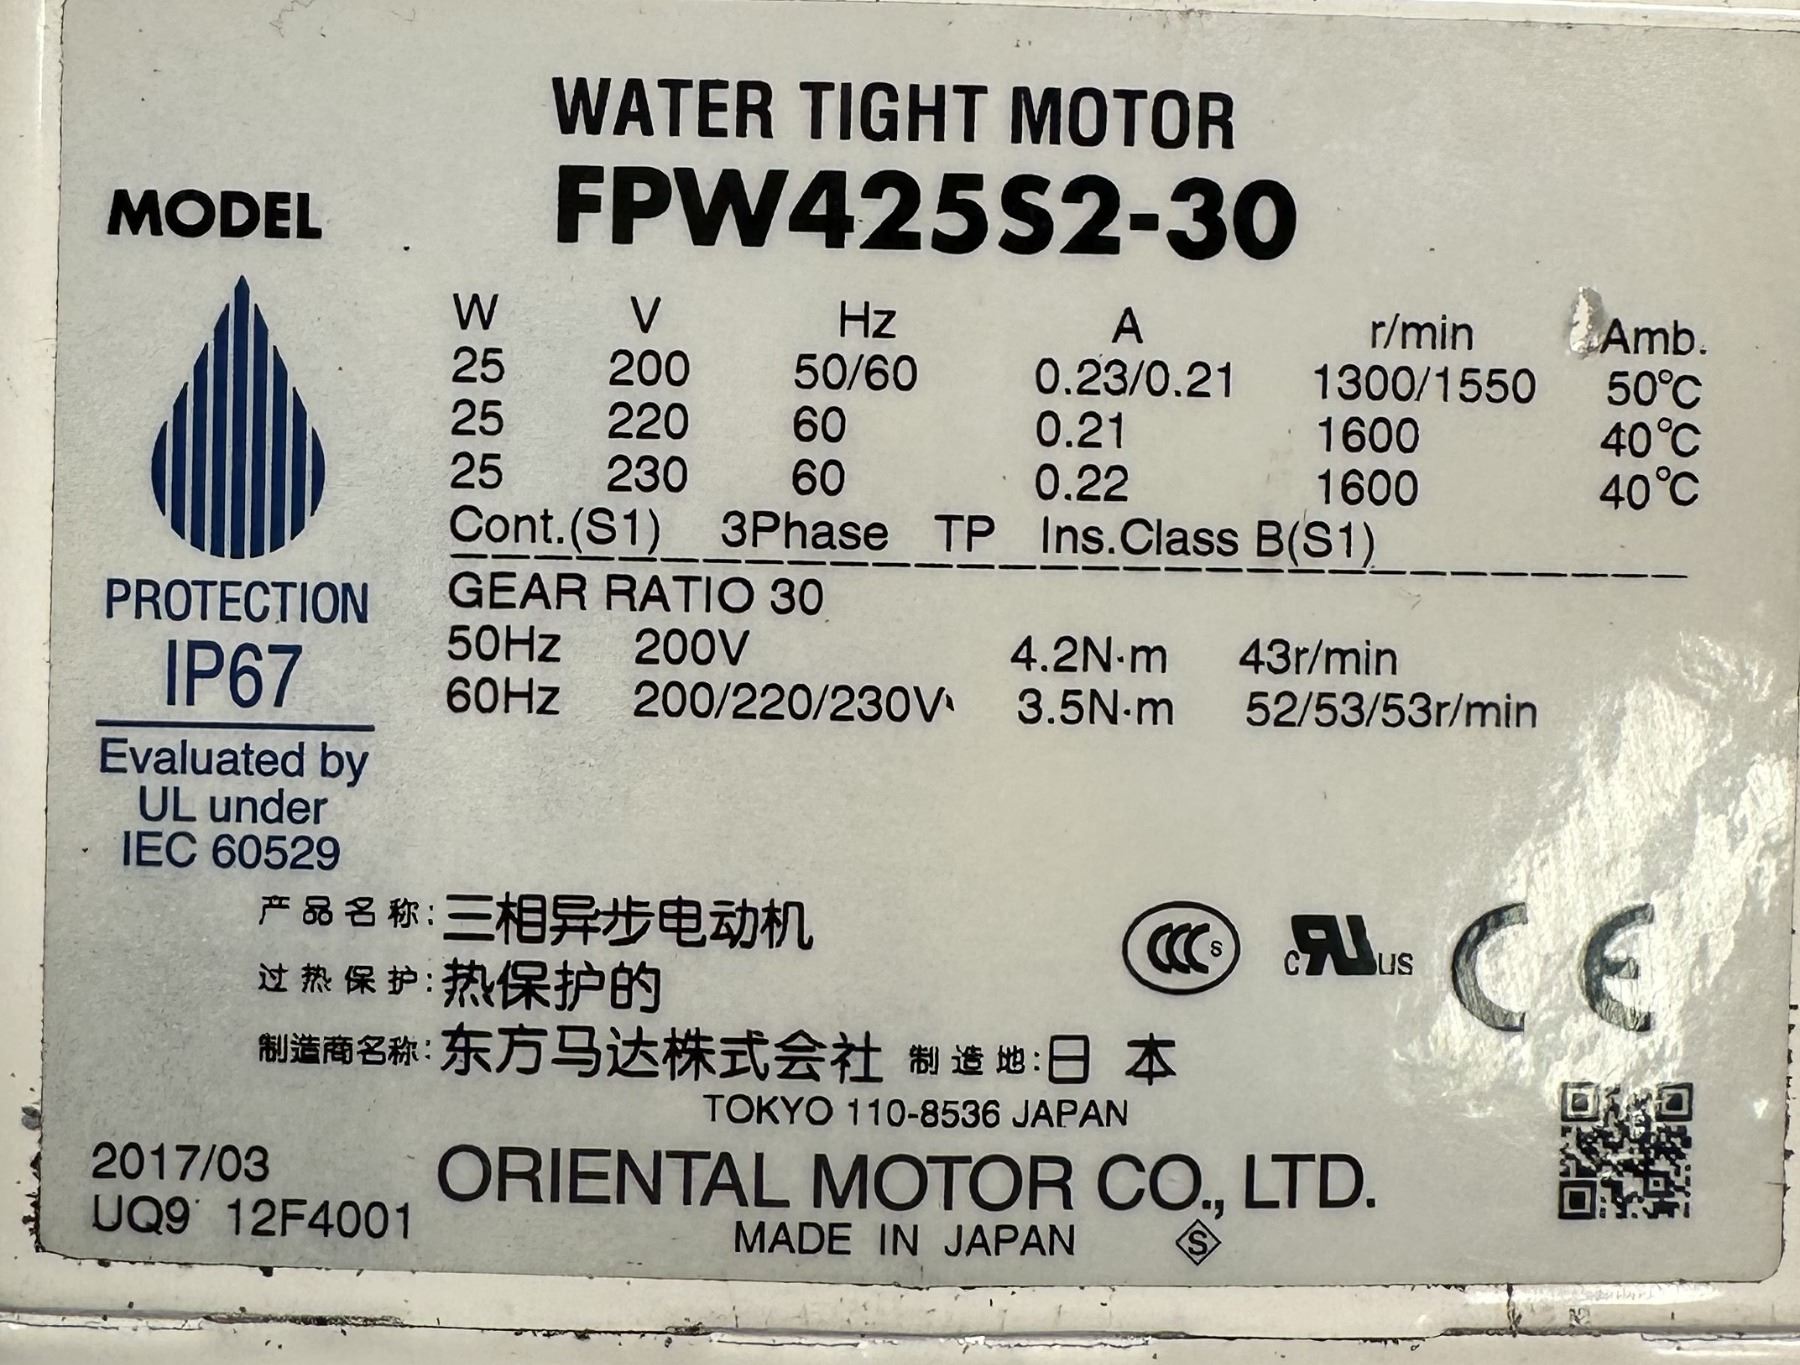 WATER TIGHT MOTOR
MODEL FPW425S2-30
W V Hz A r/min Amb.
25 200 50/60 0.23/0.21 1300/1550 50°C
25 220 60 0.21 1600 40°C
25 230 60 0.22 1600 40°C
Cont.(S1) 3Phase TP Ins.Class B(S1)
GEAR RATIO 30
50Hz 200V 4.2N·m 43r/min
60Hz 200/220/230V 3.5N·m 52/53/53r/min
PROTECTION
IP67
Evaluated by
UL under
IEC 60529
产品名称:三相异步电动机
过热保护:热保护的
制造商名称:东方马达株式会社 制造地:日本
CCC S c RU US CE
TOKYO 110-8536 JAPAN
2017/03
UQ9 12F4001
ORIENTAL MOTOR CO., LTD.
MADE IN JAPAN S